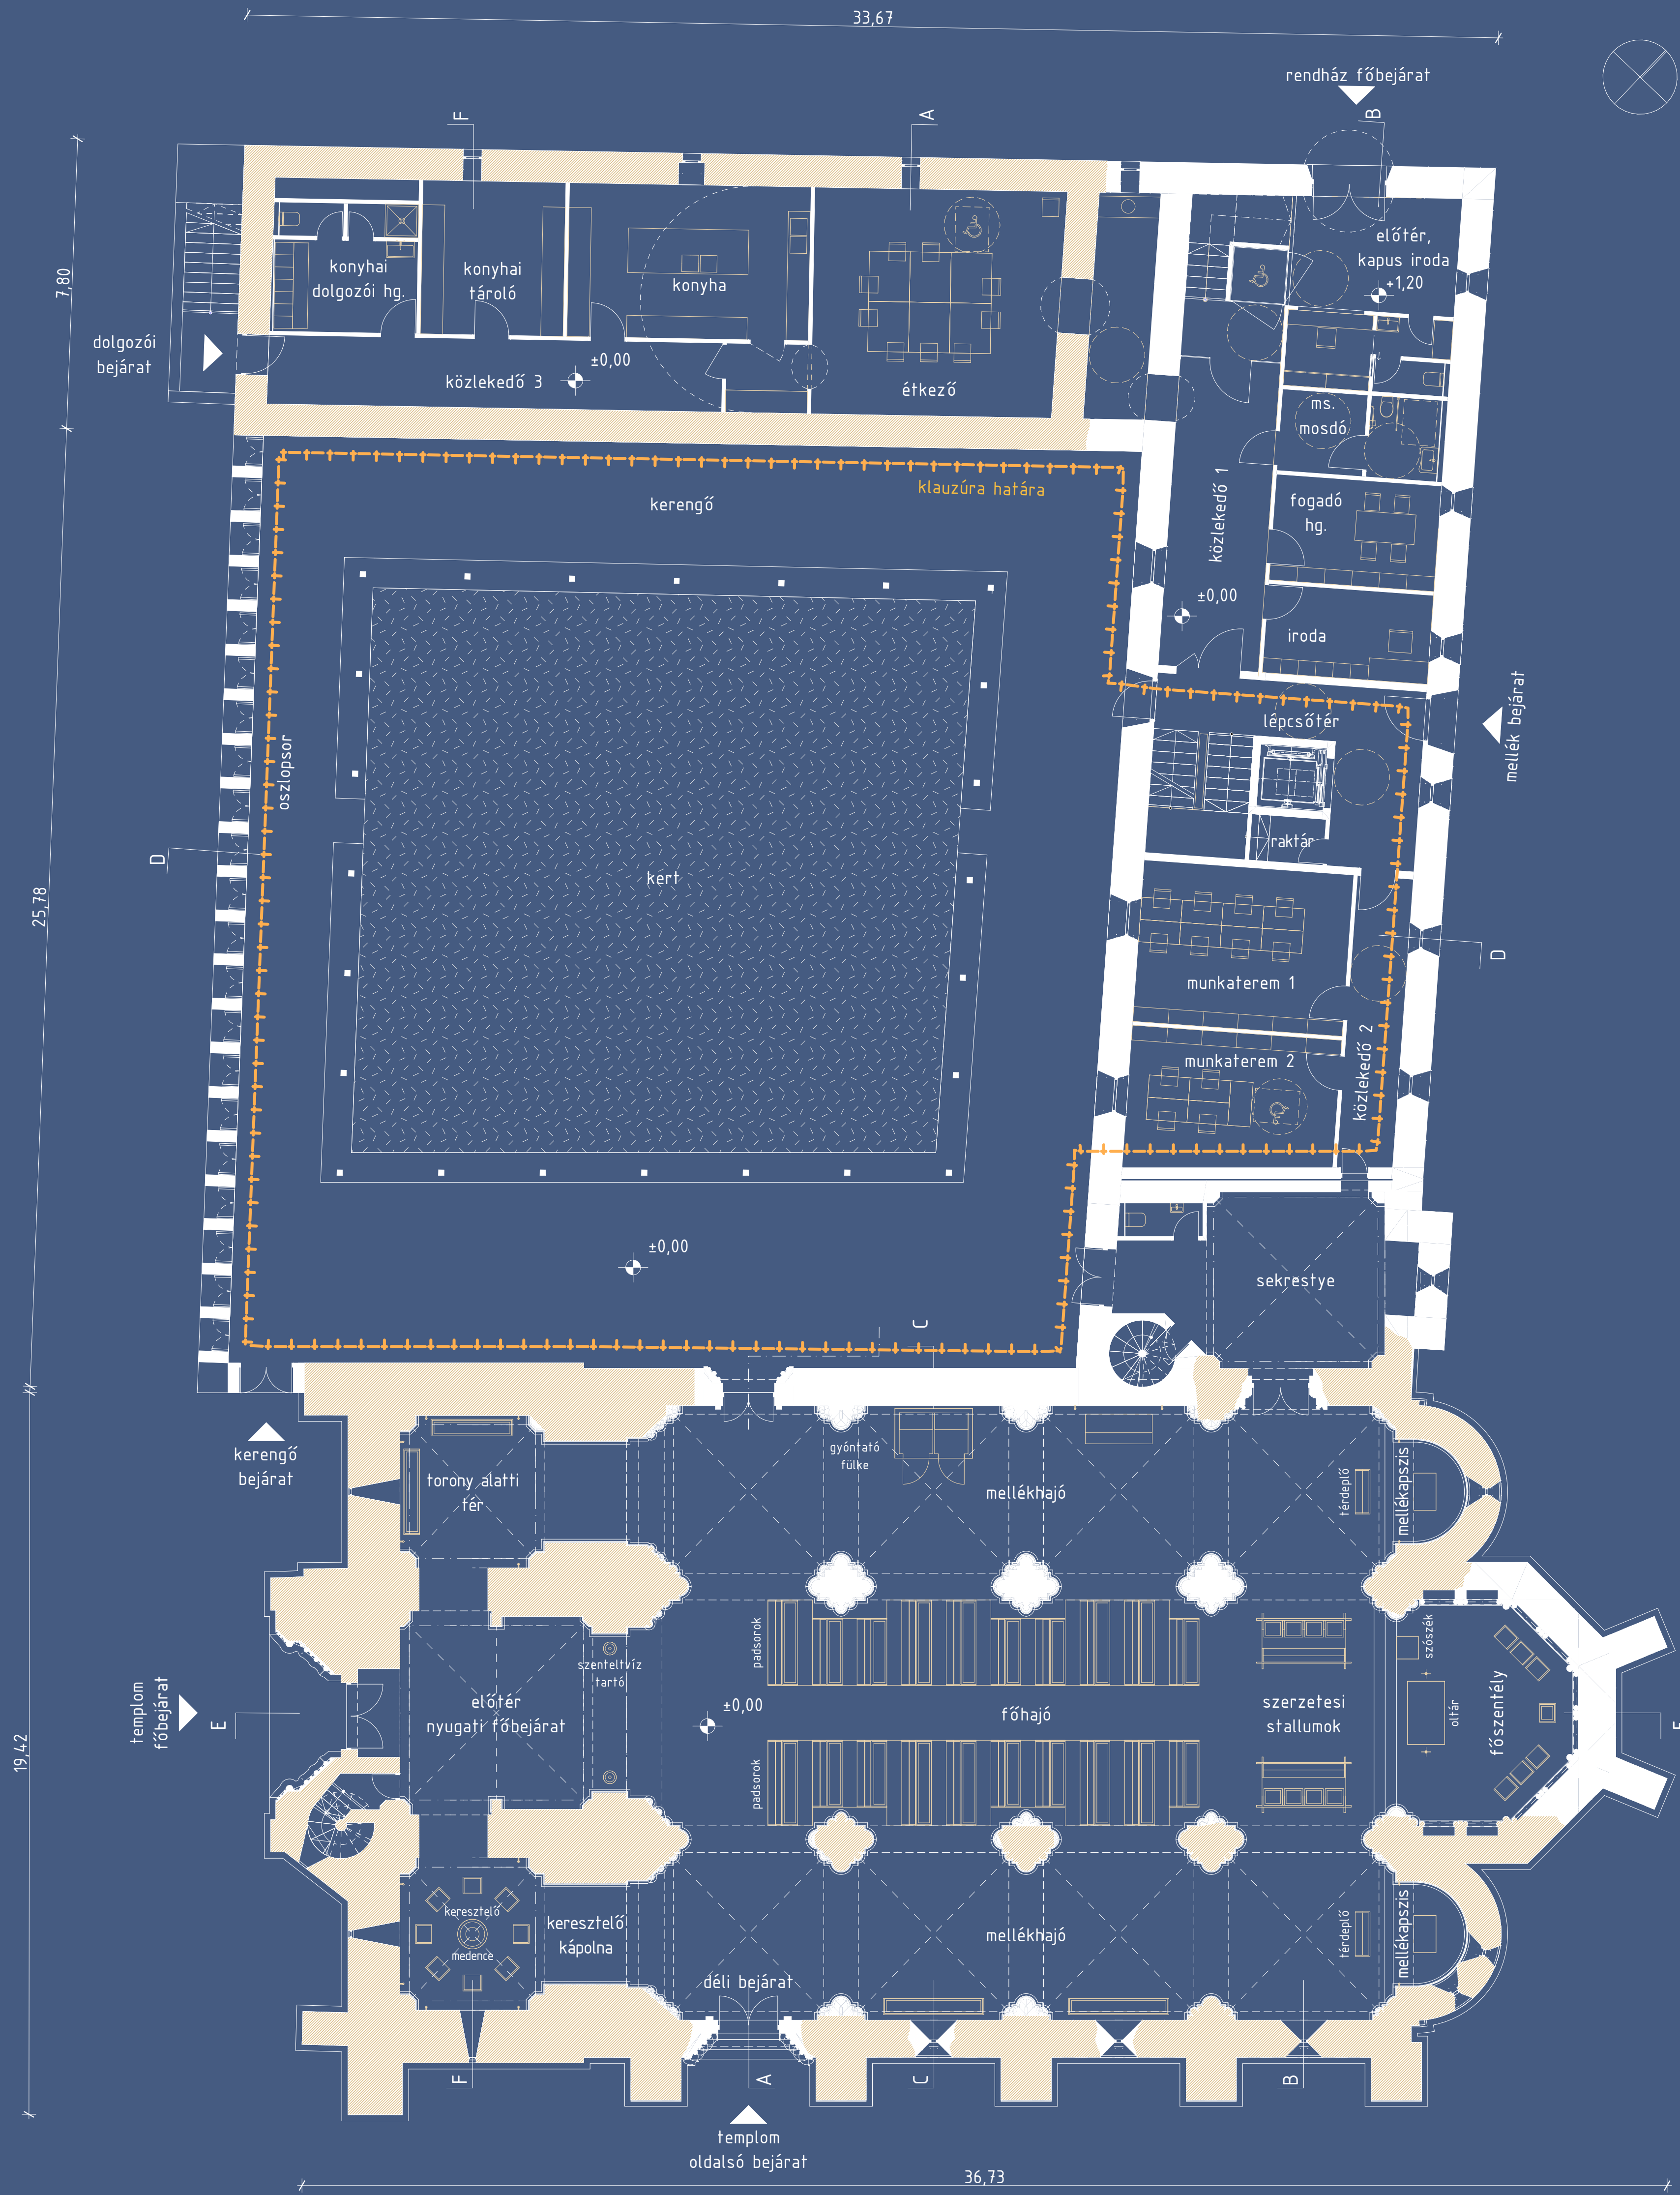 33,67
rendház főbejárat
F
A
B
7,80
előtér,
kapus iroda
+1,20
konyhai
dolgozói hg.
konyhai
tároló
konyha
dolgozói
bejárat
±0,00
közlekedő 3
étkező
ms.
mosdó
klauzúra határa
kerengő
közlekedő 1
fogadó
hg.
±0,00
iroda
lépcsőtér
mellék bejárat
oszlopsor
raktár
D
kert
25,78
D
munkaterem 1
munkaterem 2
közlekedő 2
±0,00
sekrestye
C
kerengő
bejárat
torony alatti
tér
gyóntató
fülke
mellékhajó
térdeplő
mellékapszis
padsorok
szószék
szenteltvíz
tartó
templom
főbejárat
E
előtér
nyugati főbejárat
±0,00
főhajó
szerzetesi
stallumok
oltár
főszentély
E
19,42
padsorok
keresztelő
medence
keresztelő
kápolna
mellékhajó
térdeplő
mellékapszis
déli bejárat
F
A
C
B
templom
oldalsó bejárat
36,73